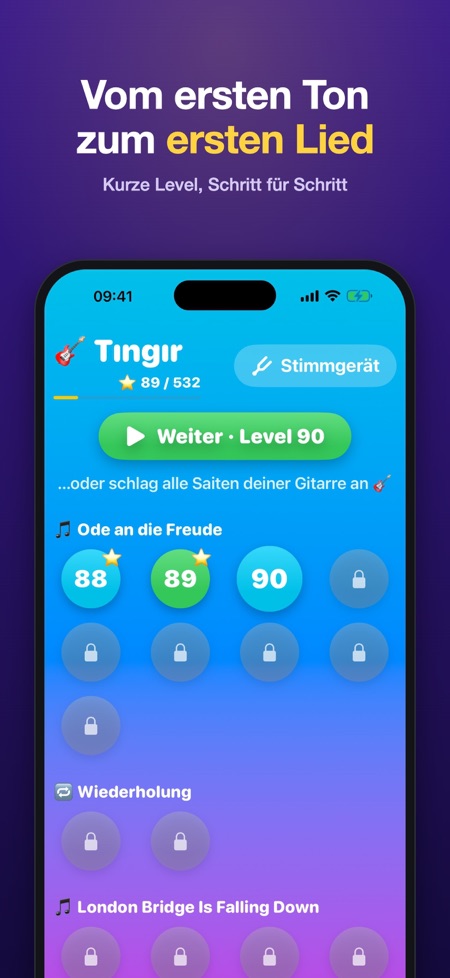 Vom ersten Ton
zum ersten Lied
Kurze Level, Schritt für Schritt
09:41
Tıngır
89 / 532
Stimmgerät
Weiter · Level 90
...oder schlag alle Saiten deiner Gitarre an
Ode an die Freude
88
89
90
Wiederholung
London Bridge Is Falling Down